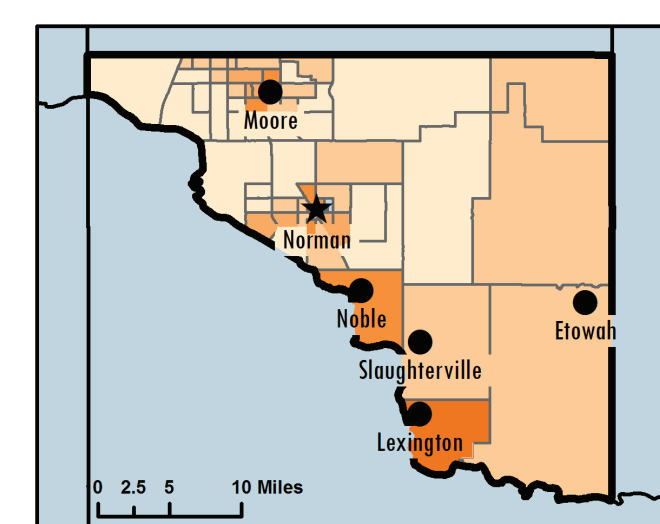 Moore
Norman
Noble
Etowah
Slaughterville
Lexington
0 2.5 5 10 Miles